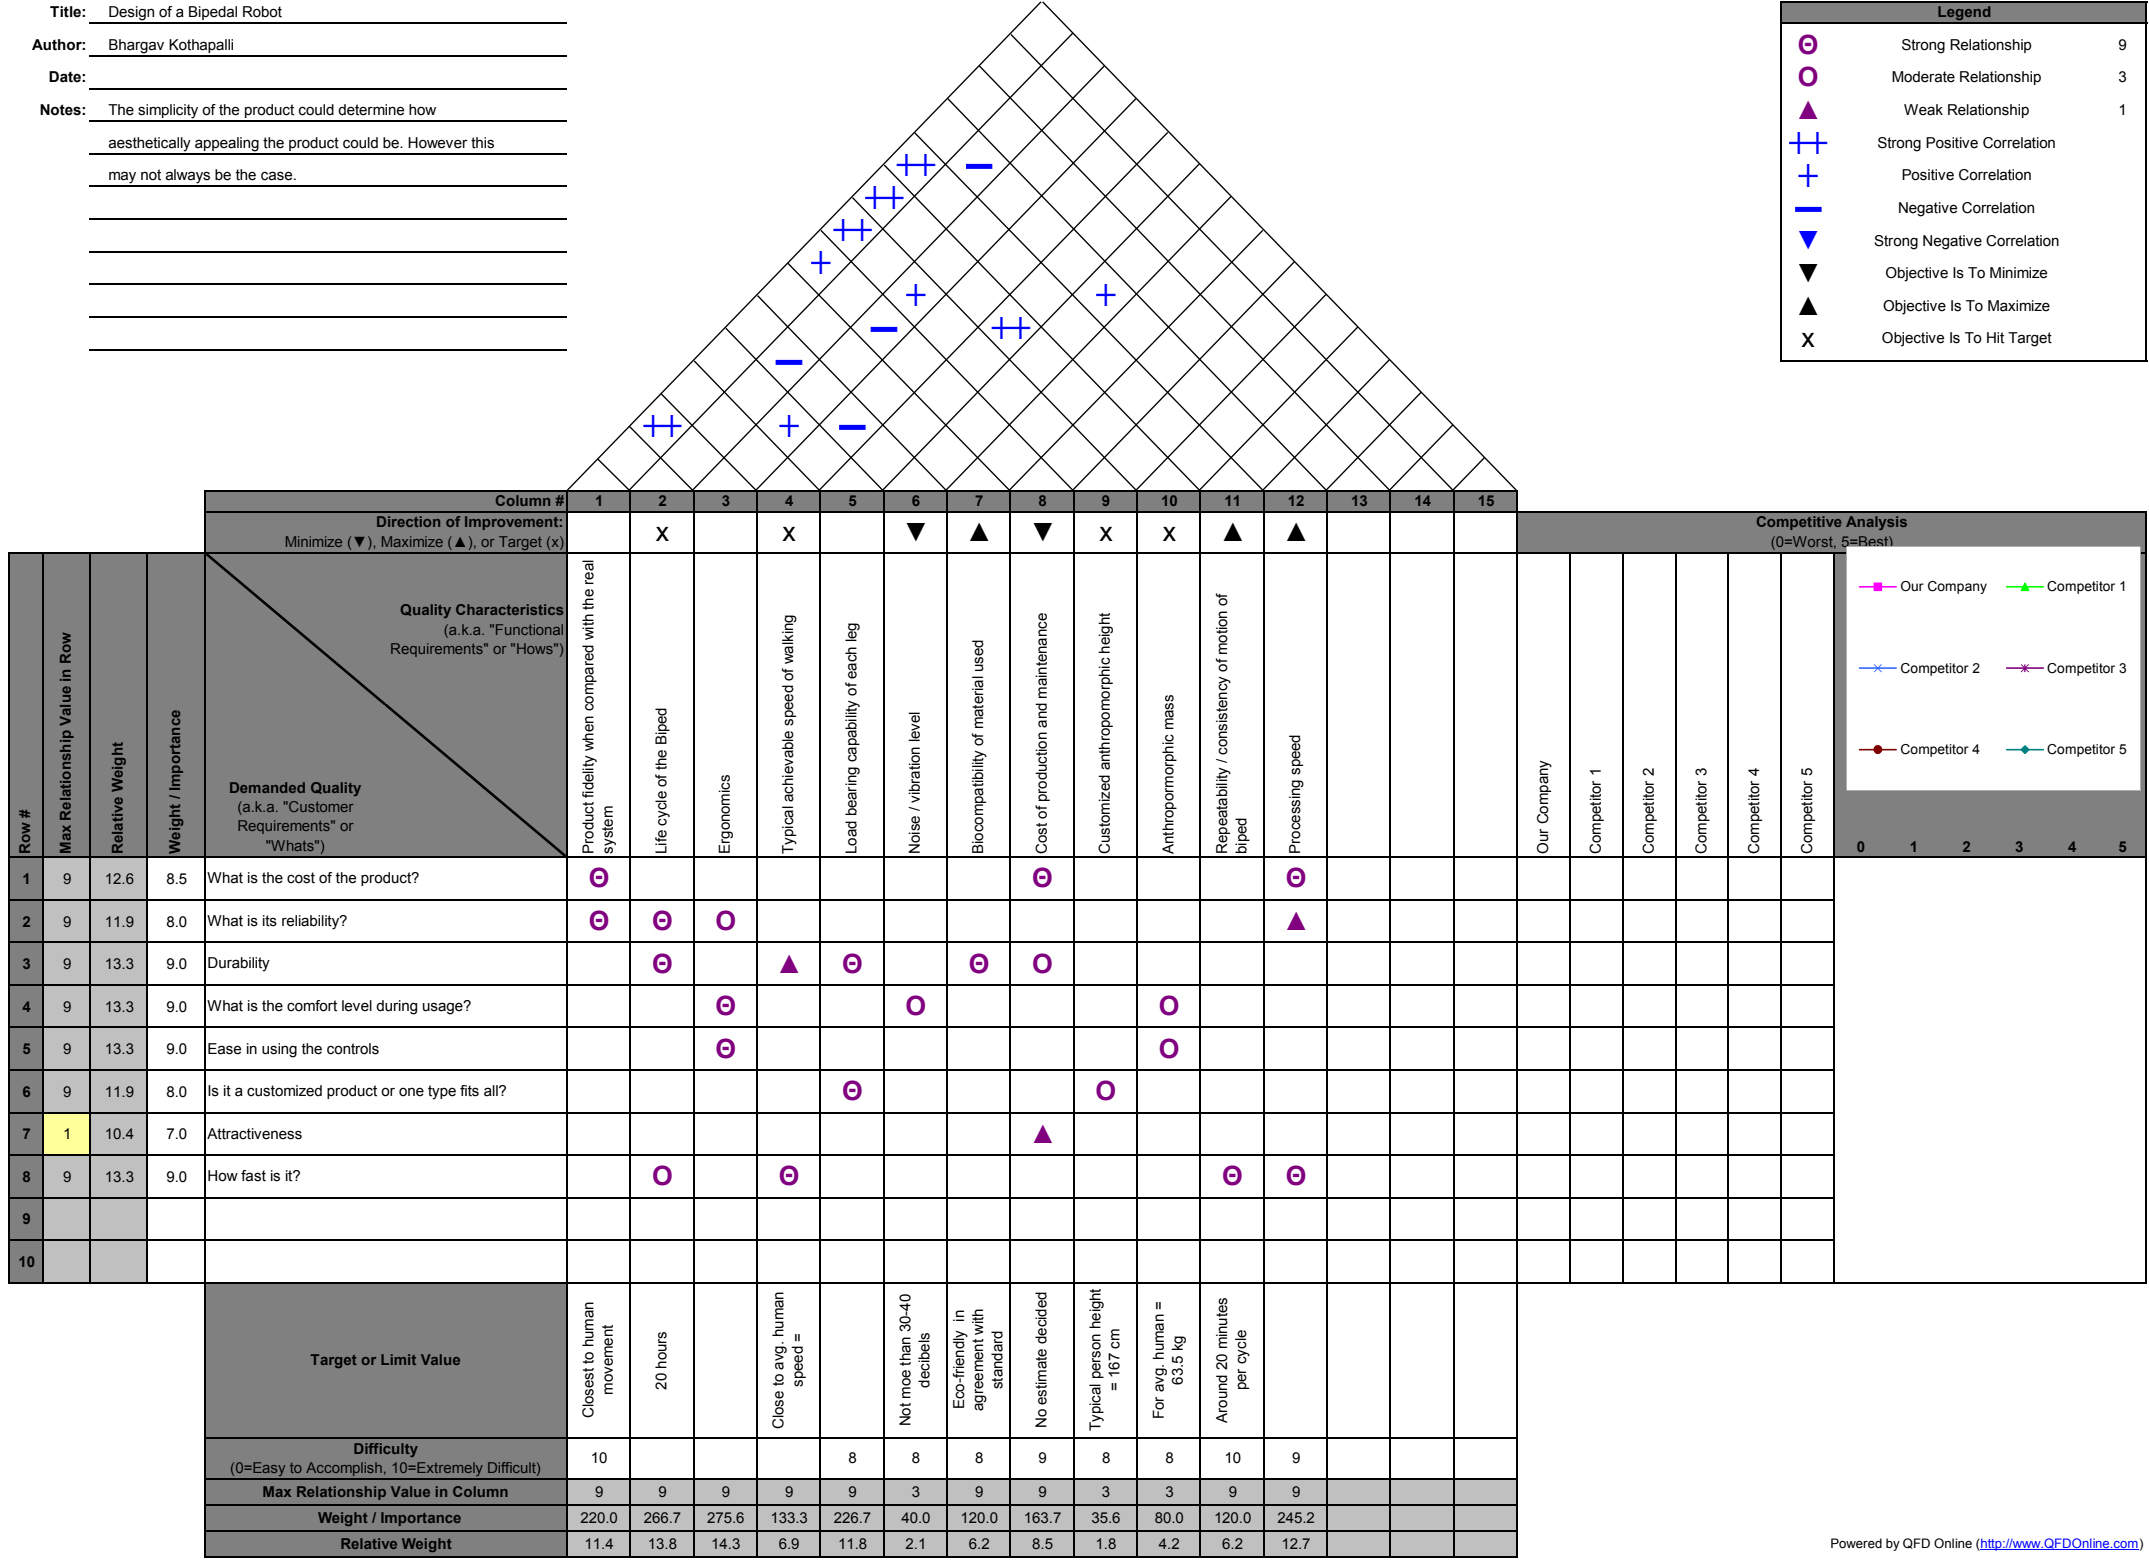 Title: Design of a Bipedal Robot
Author: Bhargav Kothapalli
Date:
Notes: The simplicity of the product could determine how
aesthetically appealing the product could be. However this
may not always be the case.
Legend
Θ Strong Relationship 9
Ο Moderate Relationship 3
▲ Weak Relationship 1
┼┼ Strong Positive Correlation
┼ Positive Correlation
▬ Negative Correlation
▼ Strong Negative Correlation
▼ Objective Is To Minimize
▲ Objective Is To Maximize
x Objective Is To Hit Target
┼┼ ▬
┼┼
┼┼
┼
┼ ┼
▬ ┼┼
▬
┼┼ ┼ ▬
Column # 1 2 3 4 5 6 7 8 9 10 11 12 13 14 15
Direction of Improvement:
Minimize (▼), Maximize (▲), or Target (x)
x x ▼ ▲ ▼ x x ▲ ▲
Competitive Analysis
(0=Worst, 5=Best)
Row #
Max Relationship Value in Row
Relative Weight
Weight / Importance
Quality Characteristics
(a.k.a. "Functional
Requirements" or "Hows")
Demanded Quality
(a.k.a. "Customer
Requirements" or
"Whats")
Product fidelity when compared with the real
system
Life cycle of the Biped
Ergonomics
Typical achievable speed of walking
Load bearing capability of each leg
Noise / vibration level
Biocompatibility of material used
Cost of production and maintenance
Customized anthropomorphic height
Anthropormorphic mass
Repeatability / consistency of motion of
biped
Processing speed
Our Company
Competitor 1
Competitor 2
Competitor 3
Competitor 4
Competitor 5
Our Company Competitor 1
Competitor 2 Competitor 3
Competitor 4 Competitor 5
0 1 2 3 4 5
1 9 12.6 8.5 What is the cost of the product? Θ Θ Θ
2 9 11.9 8.0 What is its reliability? Θ Θ Ο ▲
3 9 13.3 9.0 Durability Θ ▲ Θ Θ Ο
4 9 13.3 9.0 What is the comfort level during usage? Θ Ο Ο
5 9 13.3 9.0 Ease in using the controls Θ Ο
6 9 11.9 8.0 Is it a customized product or one type fits all? Θ Ο
7 1 10.4 7.0 Attractiveness ▲
8 9 13.3 9.0 How fast is it? Ο Θ Θ Θ
9
10
Target or Limit Value
Closest to human
movement
20 hours
Close to avg. human
speed =
Not moe than 30-40
decibels
Eco-friendly in
agreement with
standard
No estimate decided
Typical person height
= 167 cm
For avg. human =
63.5 kg
Around 20 minutes
per cycle
Difficulty
(0=Easy to Accomplish, 10=Extremely Difficult)
10 8 8 8 9 8 8 10 9
Max Relationship Value in Column 9 9 9 9 9 3 9 9 3 3 9 9
Weight / Importance 220.0 266.7 275.6 133.3 226.7 40.0 120.0 163.7 35.6 80.0 120.0 245.2
Relative Weight 11.4 13.8 14.3 6.9 11.8 2.1 6.2 8.5 1.8 4.2 6.2 12.7
Powered by QFD Online (http://www.QFDOnline.com)